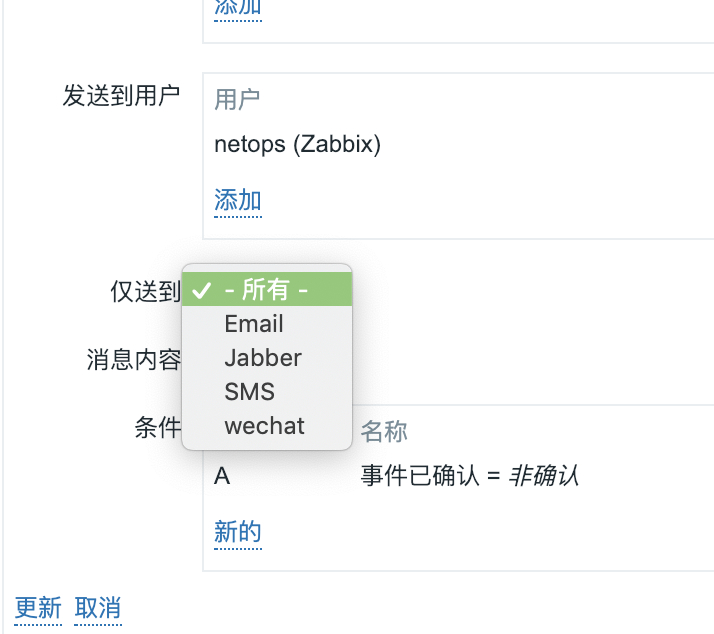 添加
发送到用户
用户
netops (Zabbix)
添加
仅送到
- 所有 -
Email
Jabber
SMS
wechat
消息内容
条件
名称
A
事件已确认 = 非确认
新的
更新 取消